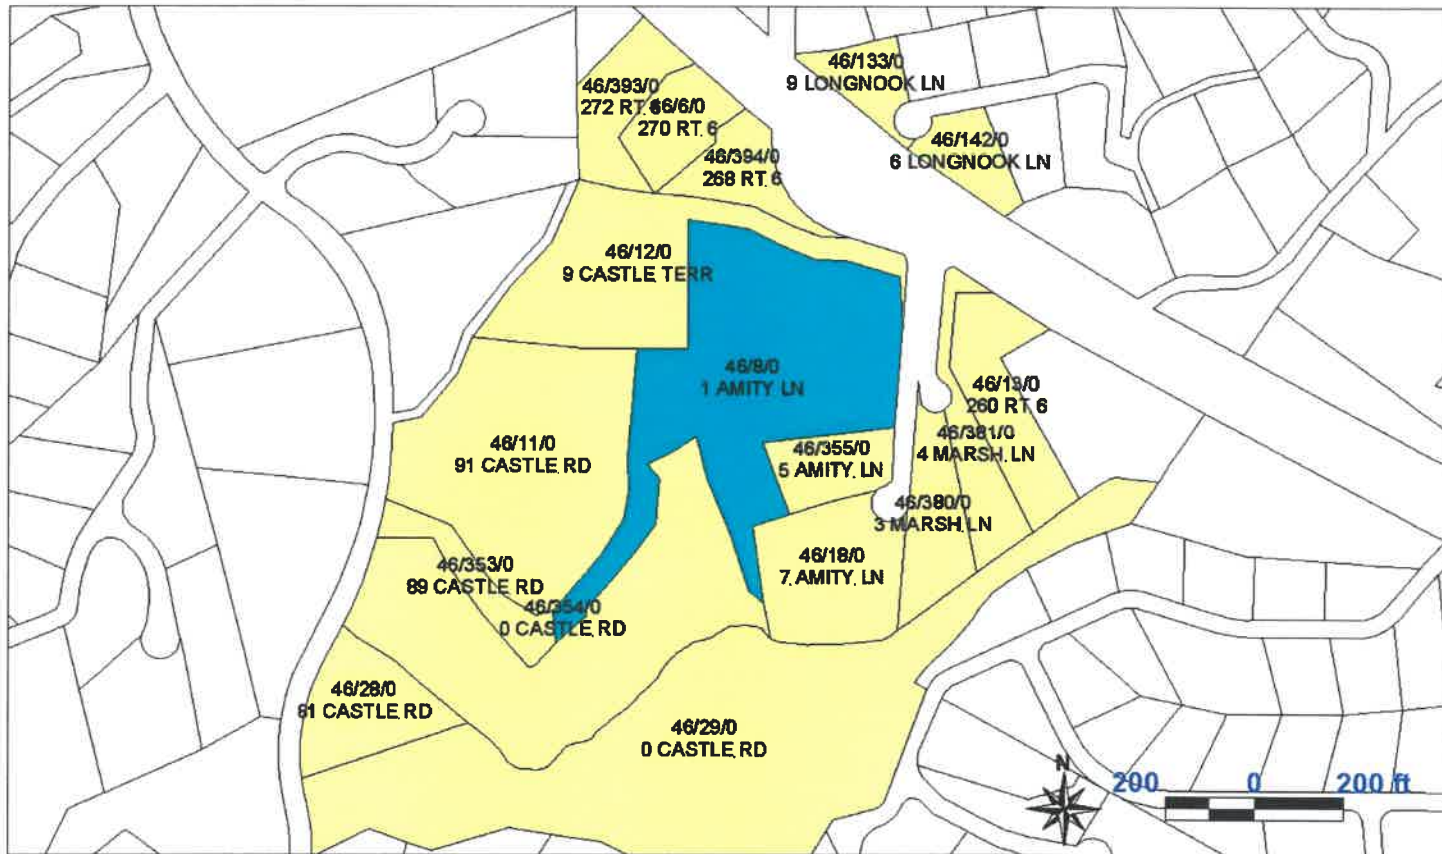 46/133/0
9 LONGNOOK LN
46/393/0
272 RT 6
46/6/0
270 RT 6
46/142/0
6 LONGNOOK LN
46/394/0
268 RT 6
46/12/0
9 CASTLE TERR
46/8/0
1 AMITY LN
46/13/0
260 RT 6
46/11/0
91 CASTLE RD
46/355/0
5 AMITY LN
46/381/0
4 MARSH LN
46/380/0
3 MARSH LN
46/18/0
7 AMITY LN
46/353/0
89 CASTLE RD
46/354/0
0 CASTLE RD
46/28/0
81 CASTLE RD
46/29/0
0 CASTLE RD
N
200 0 200 ft